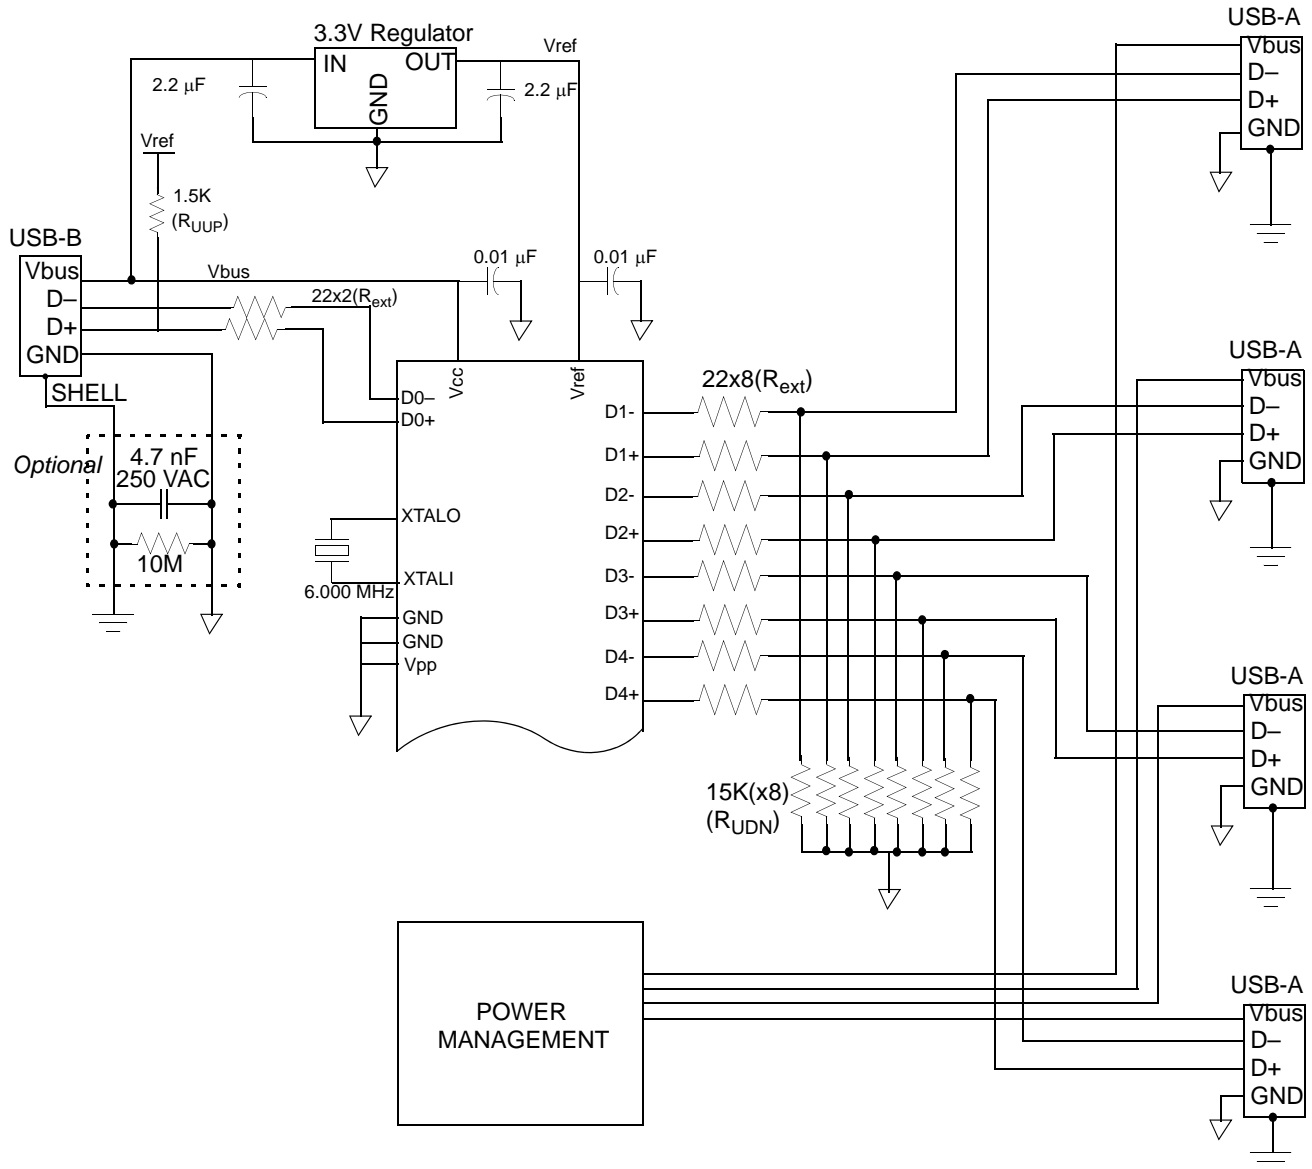 3.3V Regulator
IN
OUT
GND
Vref
2.2 μF
2.2 μF
Vref
1.5K
(RUUP)
USB-B
Vbus
D–
D+
GND
SHELL
Vbus
22x2(Rext)
0.01 μF
0.01 μF
Optional
4.7 nF
250 VAC
10M
Vcc
Vref
D0–
D0+
XTALO
XTALI
6.000 MHz
GND
GND
Vpp
D1-
D1+
D2-
D2+
D3-
D3+
D4-
D4+
22x8(Rext)
15K(x8)
(RUDN)
POWER
MANAGEMENT
USB-A
Vbus
D–
D+
GND
USB-A
Vbus
D–
D+
GND
USB-A
Vbus
D–
D+
GND
USB-A
Vbus
D–
D+
GND